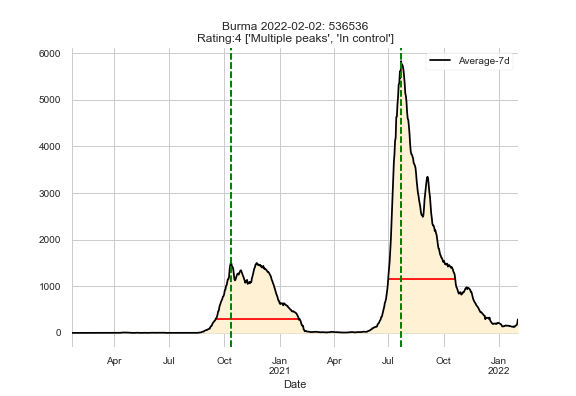 Burma 2022-02-02: 536536
Rating:4 ['Multiple peaks', 'In control']
Average-7d
6000
5000
4000
3000
2000
1000
0
Apr Jul Oct Jan Apr Jul Oct Jan
2021 2022
Date